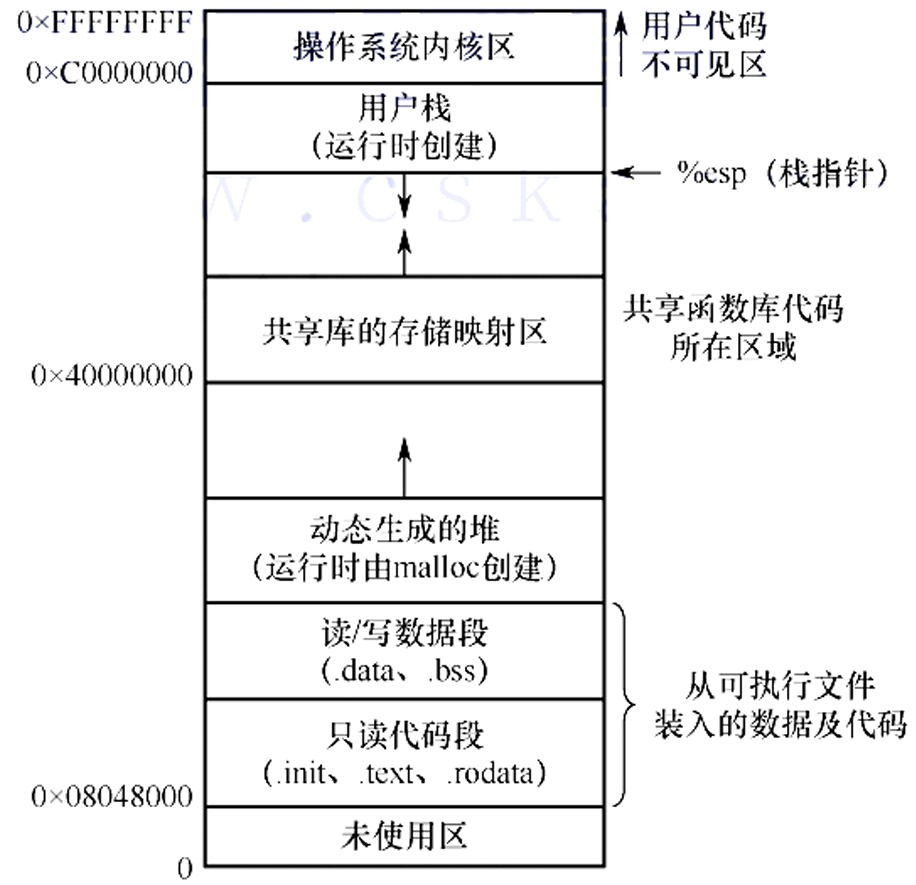 0×FFFFFFFF
操作系统内核区
用户代码
不可见区
0×C0000000
用户栈
(运行时创建)
%esp（栈指针）
W . C S K
共享库的存储映射区
共享函数库代码
所在区域
0×40000000
动态生成的堆
(运行时由malloc创建)
读/写数据段
(.data、.bss)
从可执行文件
装入的数据及代码
只读代码段
(.init、.text、.rodata)
0×08048000
未使用区
0